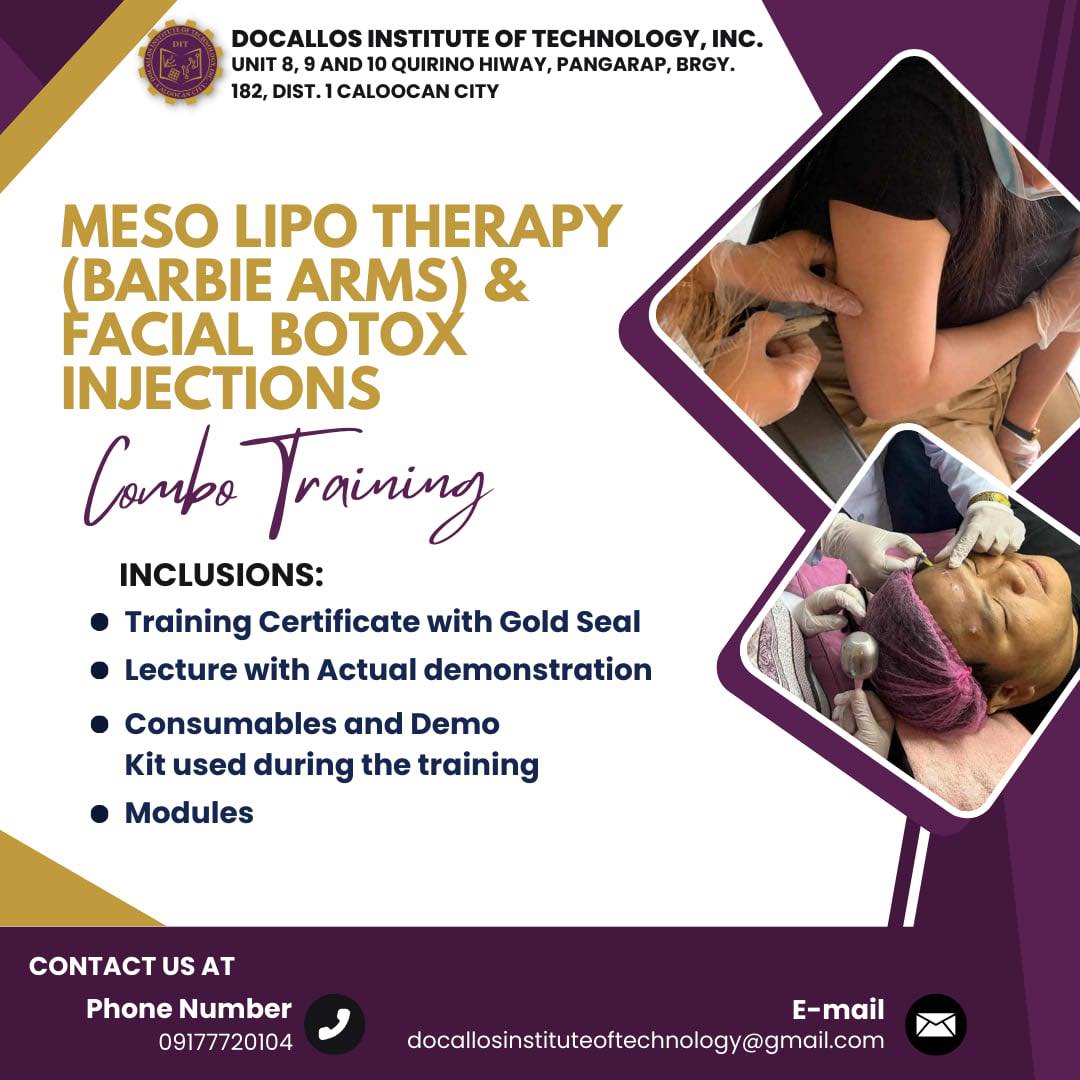 DOCALLOS INSTITUTE OF TECHNOLOGY, INC.
UNIT 8, 9 AND 10 QUIRINO HIWAY, PANGARAP, BRGY.
182, DIST. 1 CALOOCAN CITY
DIT
MESO LIPO THERAPY
(BARBIE ARMS) &
FACIAL BOTOX
INJECTIONS
Combo Training
INCLUSIONS:
Training Certificate with Gold Seal
Lecture with Actual demonstration
Consumables and Demo
Kit used during the training
Modules
CONTACT US AT
Phone Number
09177720104
E-mail
docallosinstituteoftechnology@gmail.com